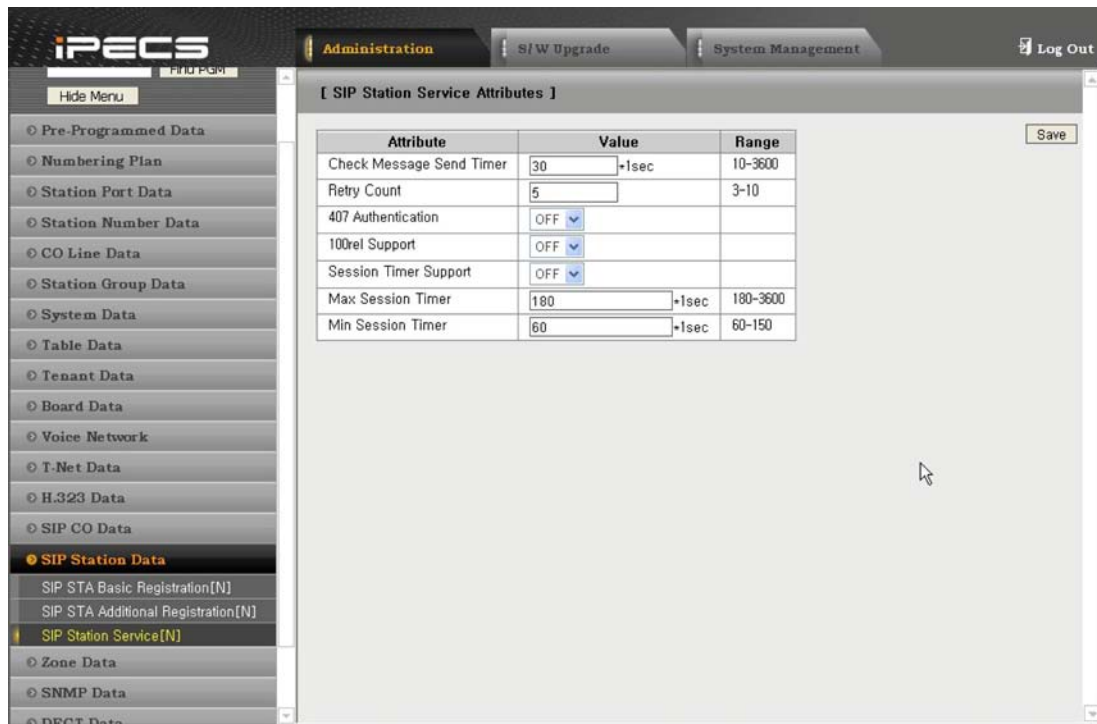 iPECS
Administration
S/W Upgrade
System Management
Log Out
Find PGM
Hide Menu
Pre-Programmed Data
Numbering Plan
Station Port Data
Station Number Data
CO Line Data
Station Group Data
System Data
Table Data
Tenant Data
Board Data
Voice Network
T-Net Data
H.323 Data
SIP CO Data
SIP Station Data
SIP STA Basic Registration[N]
SIP STA Additional Registration[N]
SIP Station Service[N]
Zone Data
SNMP Data
DECT Data
[ SIP Station Service Attributes ]
Save
Attribute Value Range
Check Message Send Timer 30 *1sec 10-3600
Retry Count 5 3-10
407 Authentication OFF
100rel Support OFF
Session Timer Support OFF
Max Session Timer 180 *1sec 180-3600
Min Session Timer 60 *1sec 60-150